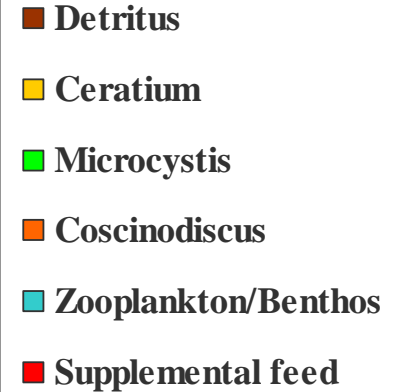 Detritus
Ceratium
Microcystis
Coscinodiscus
Zooplankton/Benthos
Supplemental feed